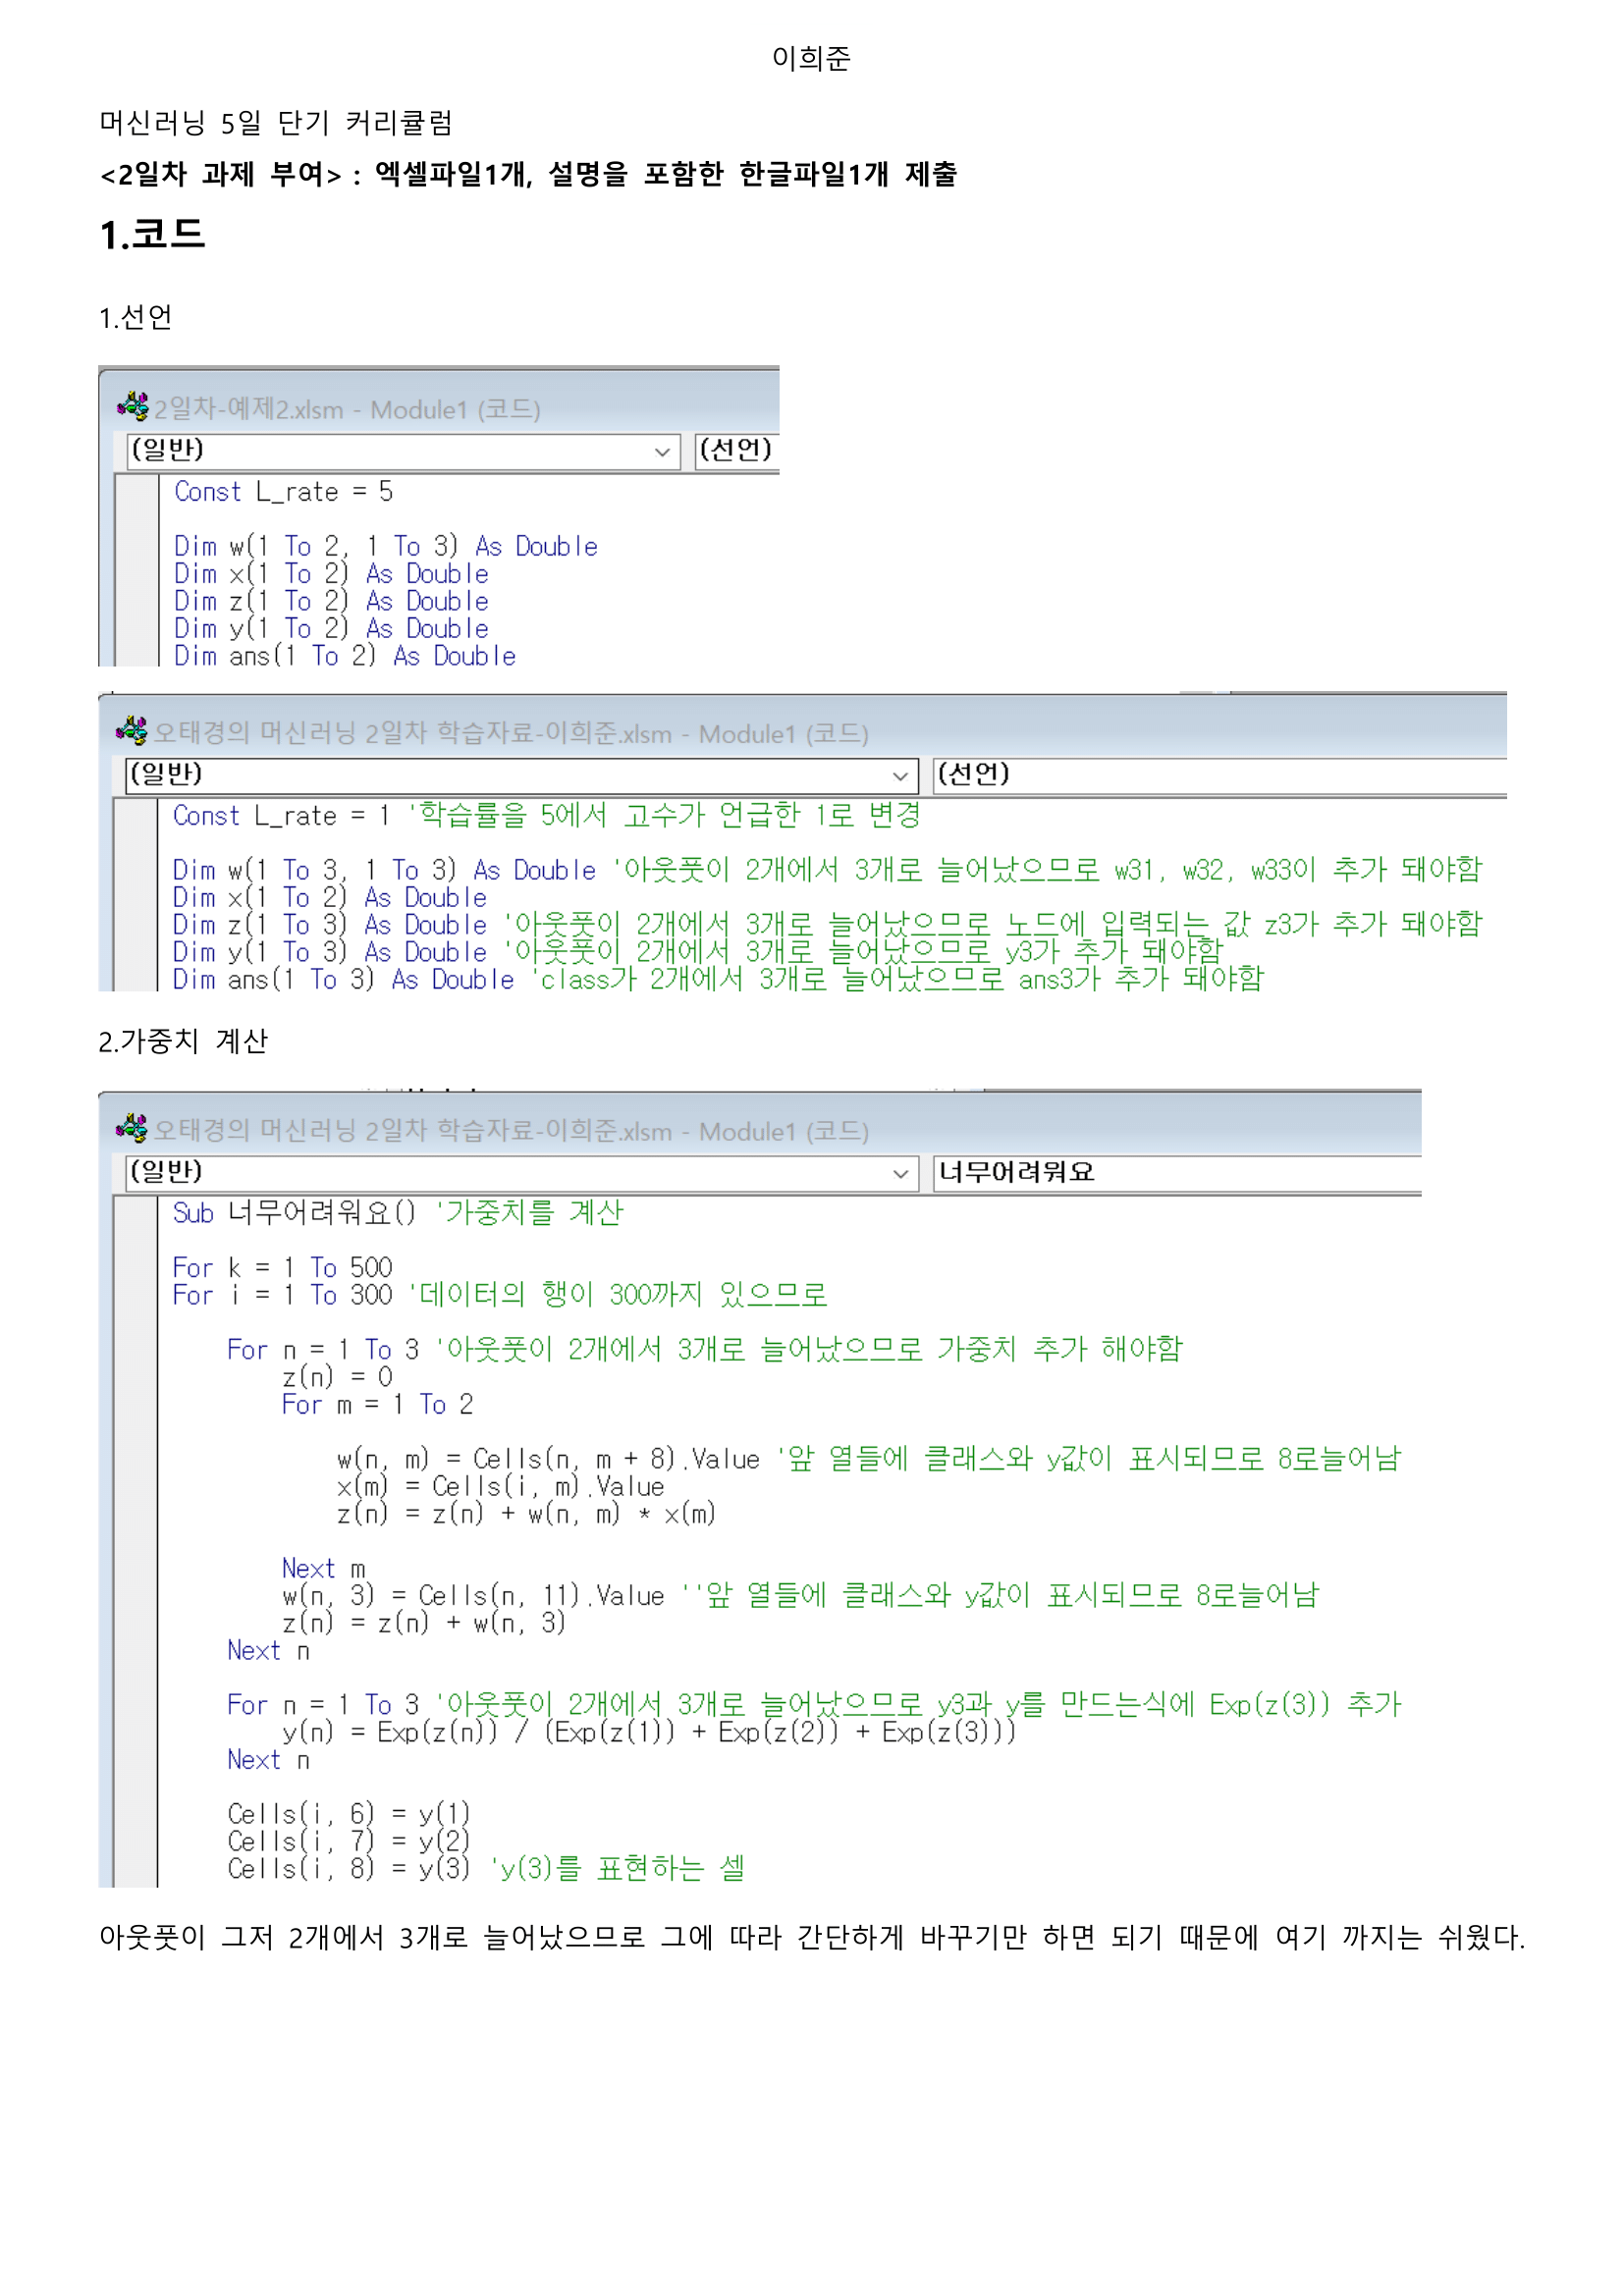 이희준
머신러닝 5일 단기 커리큘럼
<2일차 과제 부여> : 엑셀파일1개, 설명을 포함한 한글파일1개 제출
1.코드
1.선언
2일차-예제2.xlsm - Module1 (코드)
(일반) (선언)
Const L_rate = 5
Dim w(1 To 2, 1 To 3) As Double
Dim x(1 To 2) As Double
Dim z(1 To 2) As Double
Dim y(1 To 2) As Double
Dim ans(1 To 2) As Double
오태경의 머신러닝 2일차 학습자료-이희준.xlsm - Module1 (코드)
(일반) (선언)
Const L_rate = 1 '학습률을 5에서 고수가 언급한 1로 변경
Dim w(1 To 3, 1 To 3) As Double '아웃풋이 2개에서 3개로 늘어났으므로 w31, w32, w33이 추가 돼야함
Dim x(1 To 2) As Double
Dim z(1 To 3) As Double '아웃풋이 2개에서 3개로 늘어났으므로 노드에 입력되는 값 z3가 추가 돼야함
Dim y(1 To 3) As Double '아웃풋이 2개에서 3개로 늘어났으므로 y3가 추가 돼야함
Dim ans(1 To 3) As Double 'class가 2개에서 3개로 늘어났으므로 ans3가 추가 돼야함
2.가중치 계산
오태경의 머신러닝 2일차 학습자료-이희준.xlsm - Module1 (코드)
(일반) 너무어려워요
Sub 너무어려워요() '가중치를 계산
For k = 1 To 500
For i = 1 To 300 '데이터의 행이 300까지 있으므로
For n = 1 To 3 '아웃풋이 2개에서 3개로 늘어났으므로 가중치 추가 해야함
z(n) = 0
For m = 1 To 2
w(n, m) = Cells(n, m + 8).Value '앞 열들에 클래스와 y값이 표시되므로 8로늘어남
x(m) = Cells(i, m).Value
z(n) = z(n) + w(n, m) * x(m)
Next m
w(n, 3) = Cells(n, 11).Value ''앞 열들에 클래스와 y값이 표시되므로 8로늘어남
z(n) = z(n) + w(n, 3)
Next n
For n = 1 To 3 '아웃풋이 2개에서 3개로 늘어났으므로 y3과 y를 만드는식에 Exp(z(3)) 추가
y(n) = Exp(z(n)) / (Exp(z(1)) + Exp(z(2)) + Exp(z(3)))
Next n
Cells(i, 6) = y(1)
Cells(i, 7) = y(2)
Cells(i, 8) = y(3) 'y(3)를 표현하는 셀
아웃풋이 그저 2개에서 3개로 늘어났으므로 그에 따라 간단하게 바꾸기만 하면 되기 때문에 여기 까지는 쉬웠다.